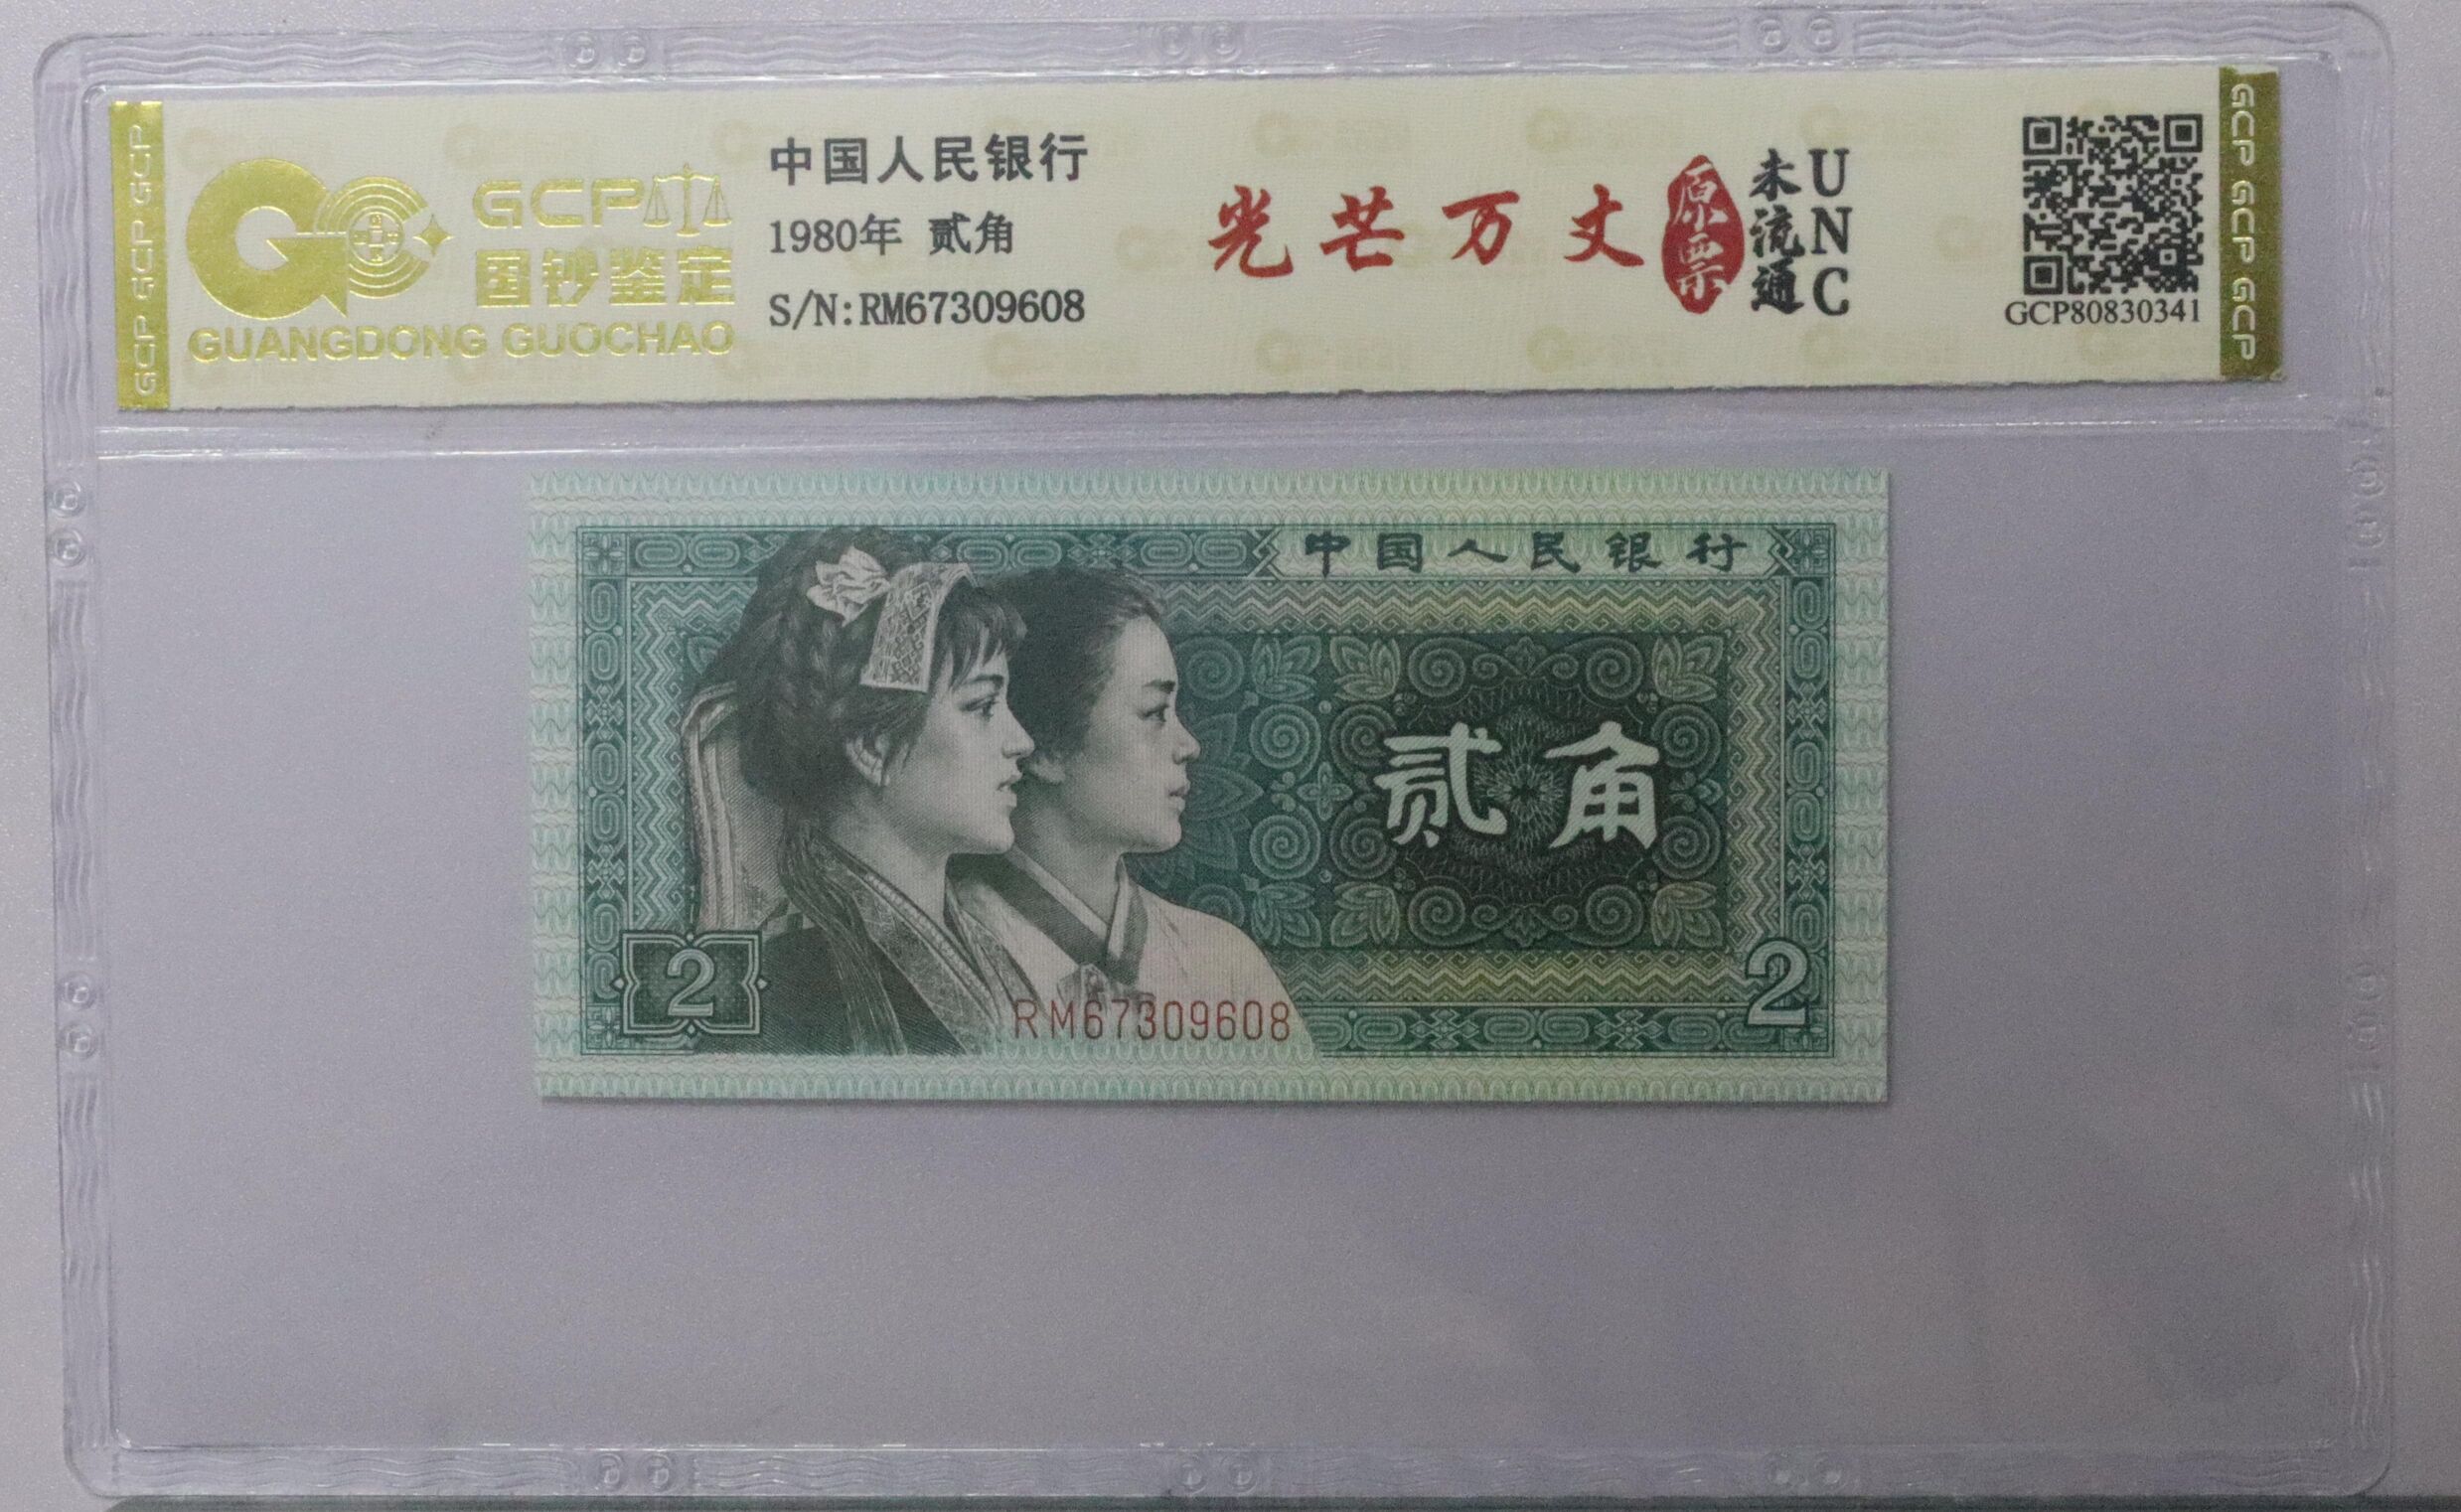 GCP GCP GCP
GCP
国钞鉴定
GUANGDONG GUOCHAO
中国人民银行
1980年 贰角
S/N:RM67309608
光芒万丈
原票
未流通
UNC
GCP80830341
GCP GCP GCP
中国人民银行
贰角
2
RM67309608
2